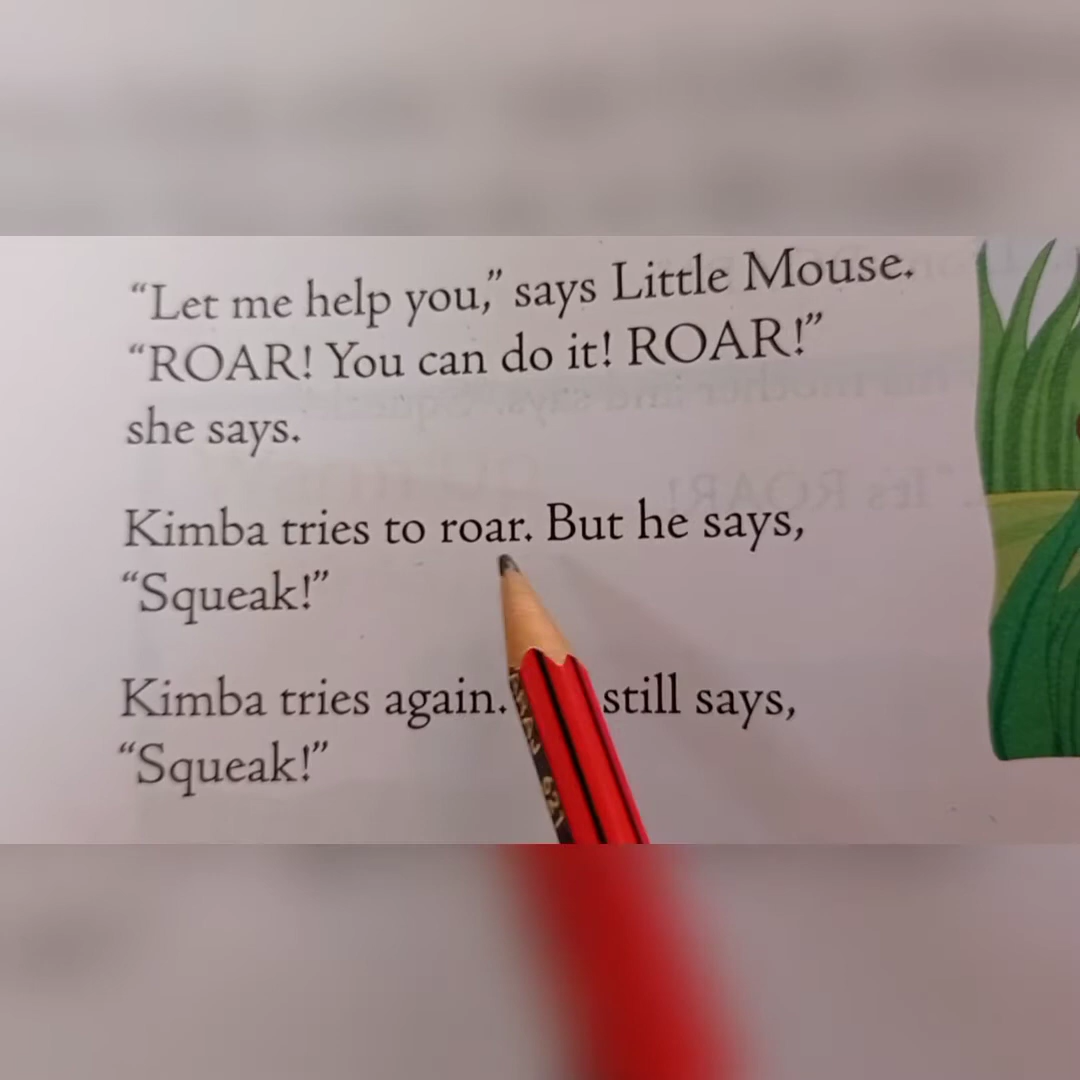 “Let me help you,” says Little Mouse.
“ROAR! You can do it! ROAR!”
she says.
Kimba tries to roar. But he says,
“Squeak!”
Kimba tries again. still says,
“Squeak!”